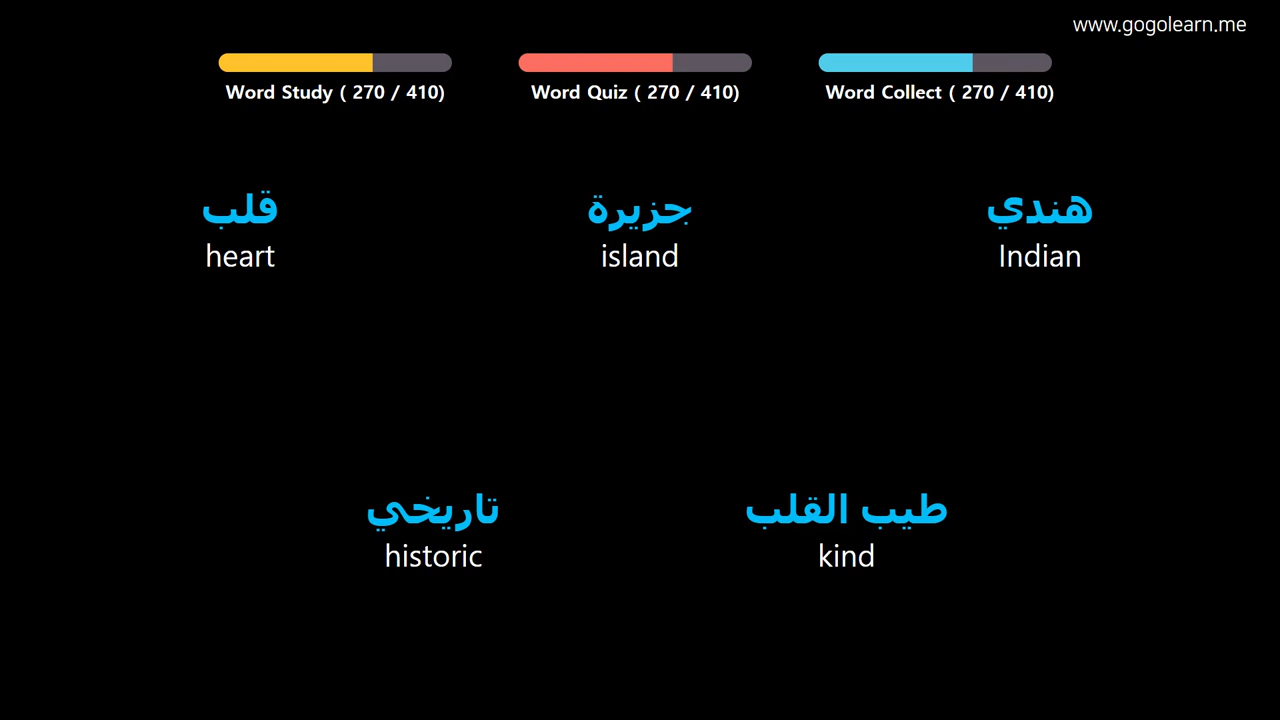 www.gogolearn.me
Word Study ( 270 / 410)
Word Quiz ( 270 / 410)
Word Collect ( 270 / 410)
قلب
heart
جزيرة
island
هندي
Indian
تاريخي
historic
طيب القلب
kind